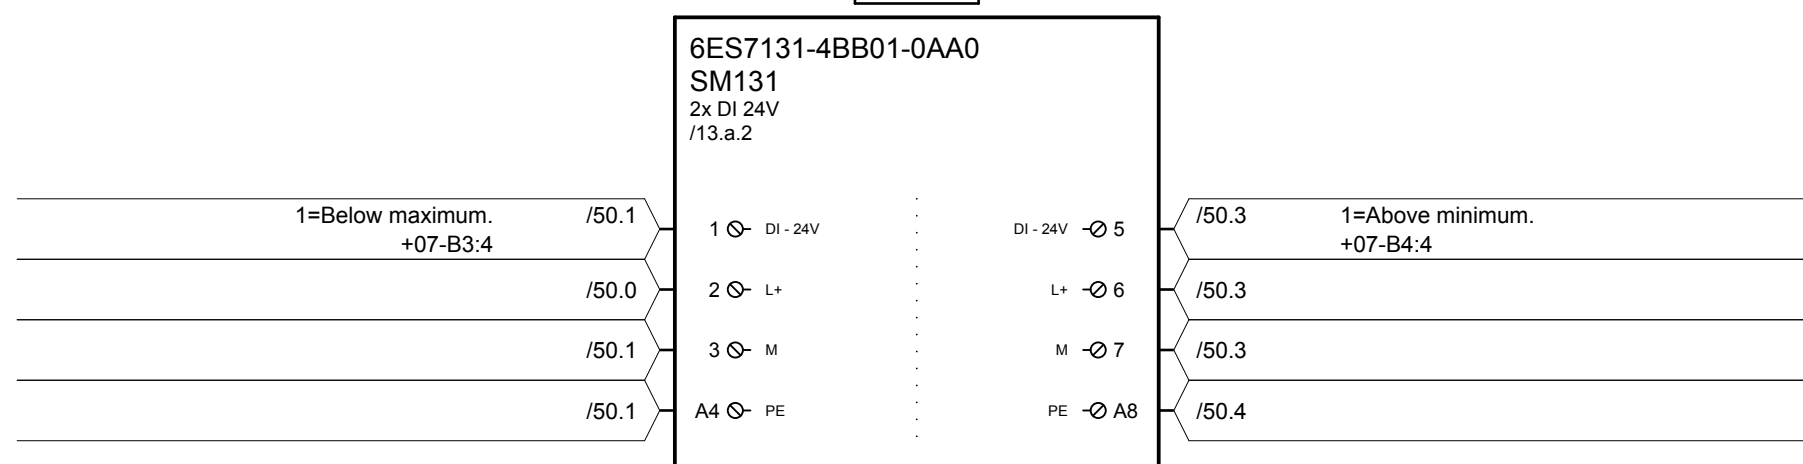 6ES7131-4BB01-0AA0
SM131
2x DI 24V
/13.a.2
1=Below maximum. /50.1 1 DI - 24V DI - 24V 5 /50.3 1=Above minimum.
+07-B3:4 +07-B4:4
/50.0 2 L+ L+ 6 /50.3
/50.1 3 M M 7 /50.3
/50.1 A4 PE PE A8 /50.4